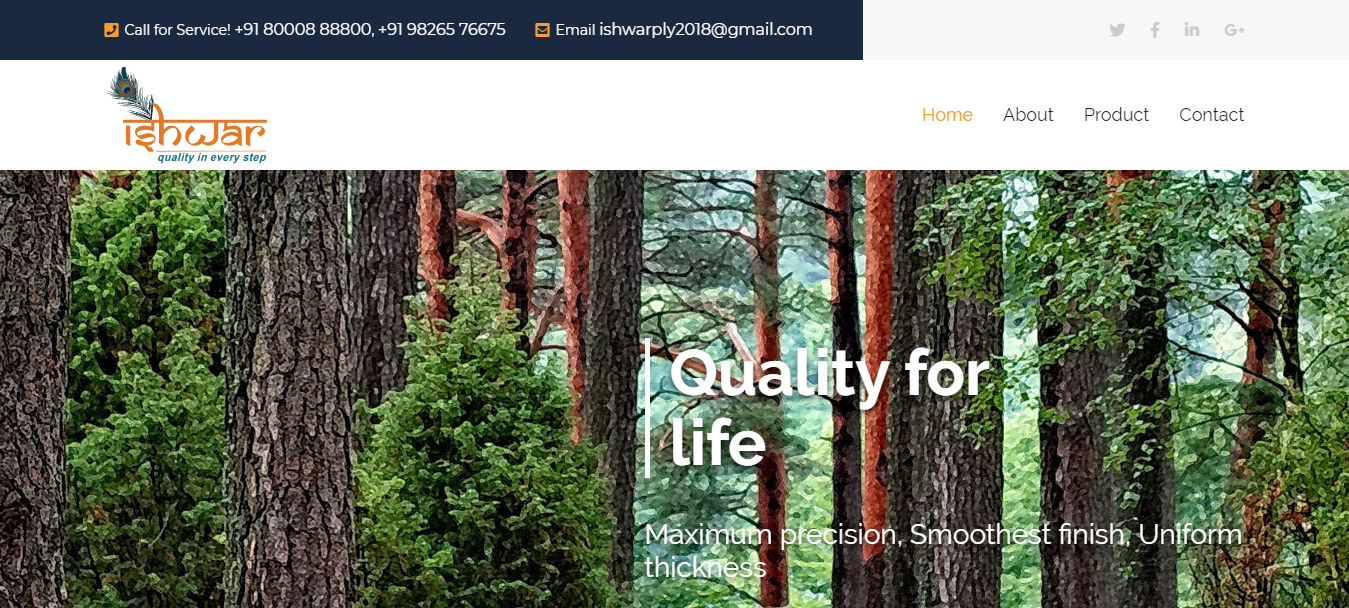 Call for Service! +91 80008 88800, +91 98265 76675 Email ishwarply2018@gmail.com
ishwar
quality in every step
Home About Product Contact
Quality for
life
Maximum precision, Smoothest finish, Uniform
thickness